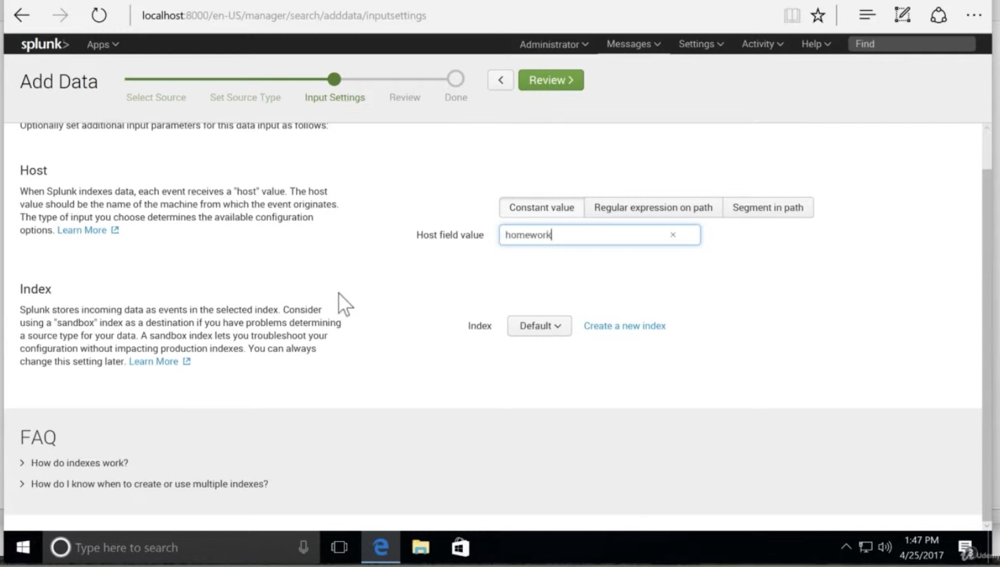 localhost:8000/en-US/manager/search/adddata/inputsettings
splunk> Apps Administrator Messages Settings Activity Help Find
Add Data
Select Source Set Source Type Input Settings Review Done
< Review >
Optionally set additional input parameters for this data input as follows:
Host
When Splunk indexes data, each event receives a "host" value. The host
value should be the name of the machine from which the event originates.
The type of input you choose determines the available configuration
options. Learn More
Constant value Regular expression on path Segment in path
Host field value homework ×
Index
Splunk stores incoming data as events in the selected index. Consider
using a "sandbox" index as a destination if you have problems determining
a source type for your data. A sandbox index lets you troubleshoot your
configuration without impacting production indexes. You can always
change this setting later. Learn More
Index Default Create a new index
FAQ
> How do indexes work?
> How do I know when to create or use multiple indexes?
Type here to search
1:47 PM
4/25/2017
Udemy